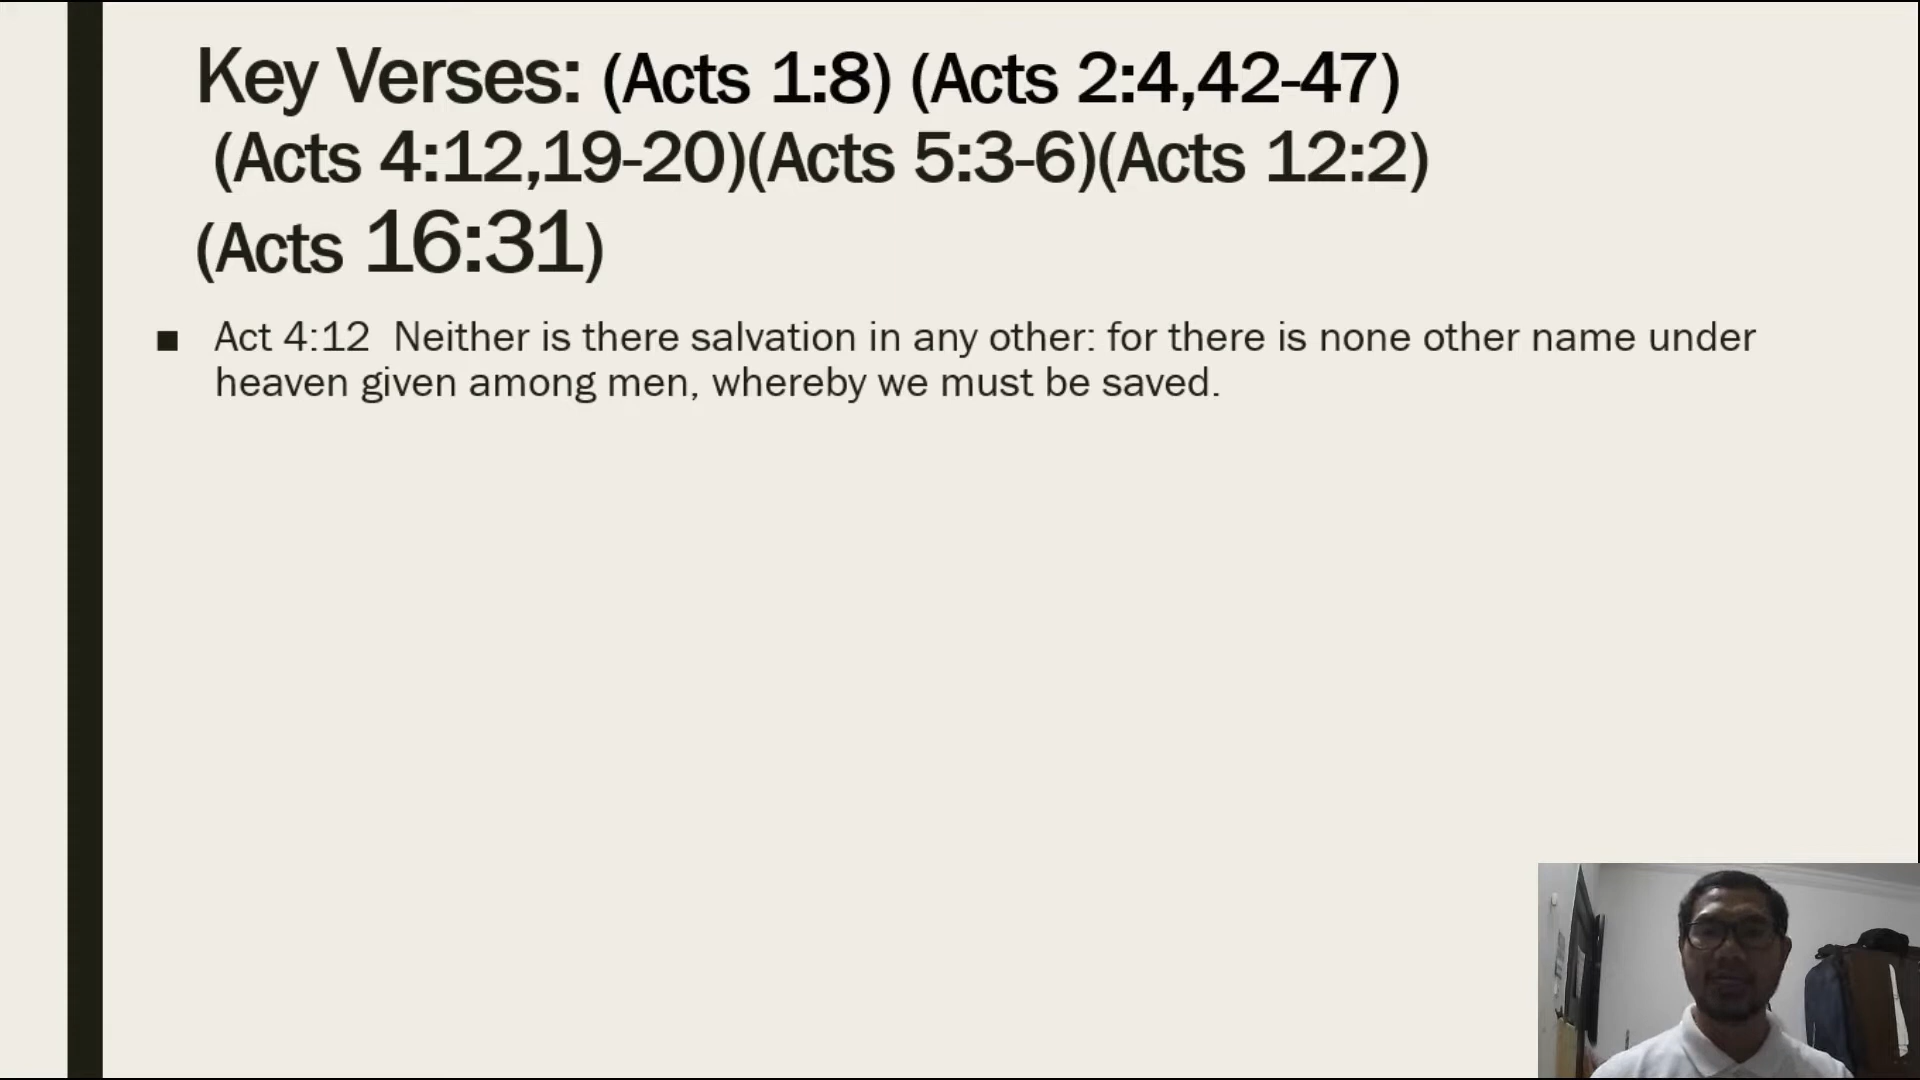 Key Verses: (Acts 1:8) (Acts 2:4,42-47)
(Acts 4:12,19-20)(Acts 5:3-6)(Acts 12:2)
(Acts 16:31)
■ Act 4:12  Neither is there salvation in any other: for there is none other name under
heaven given among men, whereby we must be saved.